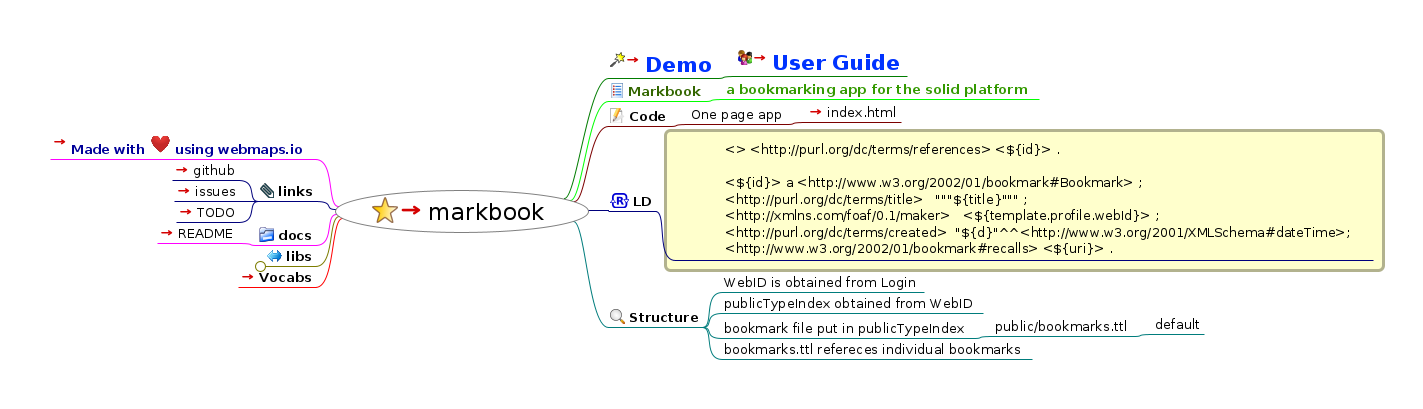 Demo
User Guide
Markbook
a bookmarking app for the solid platform
Code
One page app
index.html
<> <http://purl.org/dc/terms/references> <${id}> .
<${id}> a <http://www.w3.org/2002/01/bookmark#Bookmark> ;
<http://purl.org/dc/terms/title>   """${title}""" ;
<http://xmlns.com/foaf/0.1/maker>   <${template.profile.webId}> ;
<http://purl.org/dc/terms/created>  "${d}"^^<http://www.w3.org/2001/XMLSchema#dateTime>;
<http://www.w3.org/2002/01/bookmark#recalls> <${uri}> .
LD
Structure
WebID is obtained from Login
publicTypeIndex obtained from WebID
bookmark file put in publicTypeIndex
public/bookmarks.ttl
default
bookmarks.ttl refereces individual bookmarks
markbook
Made with ❤ using webmaps.io
links
github
issues
TODO
docs
README
libs
Vocabs